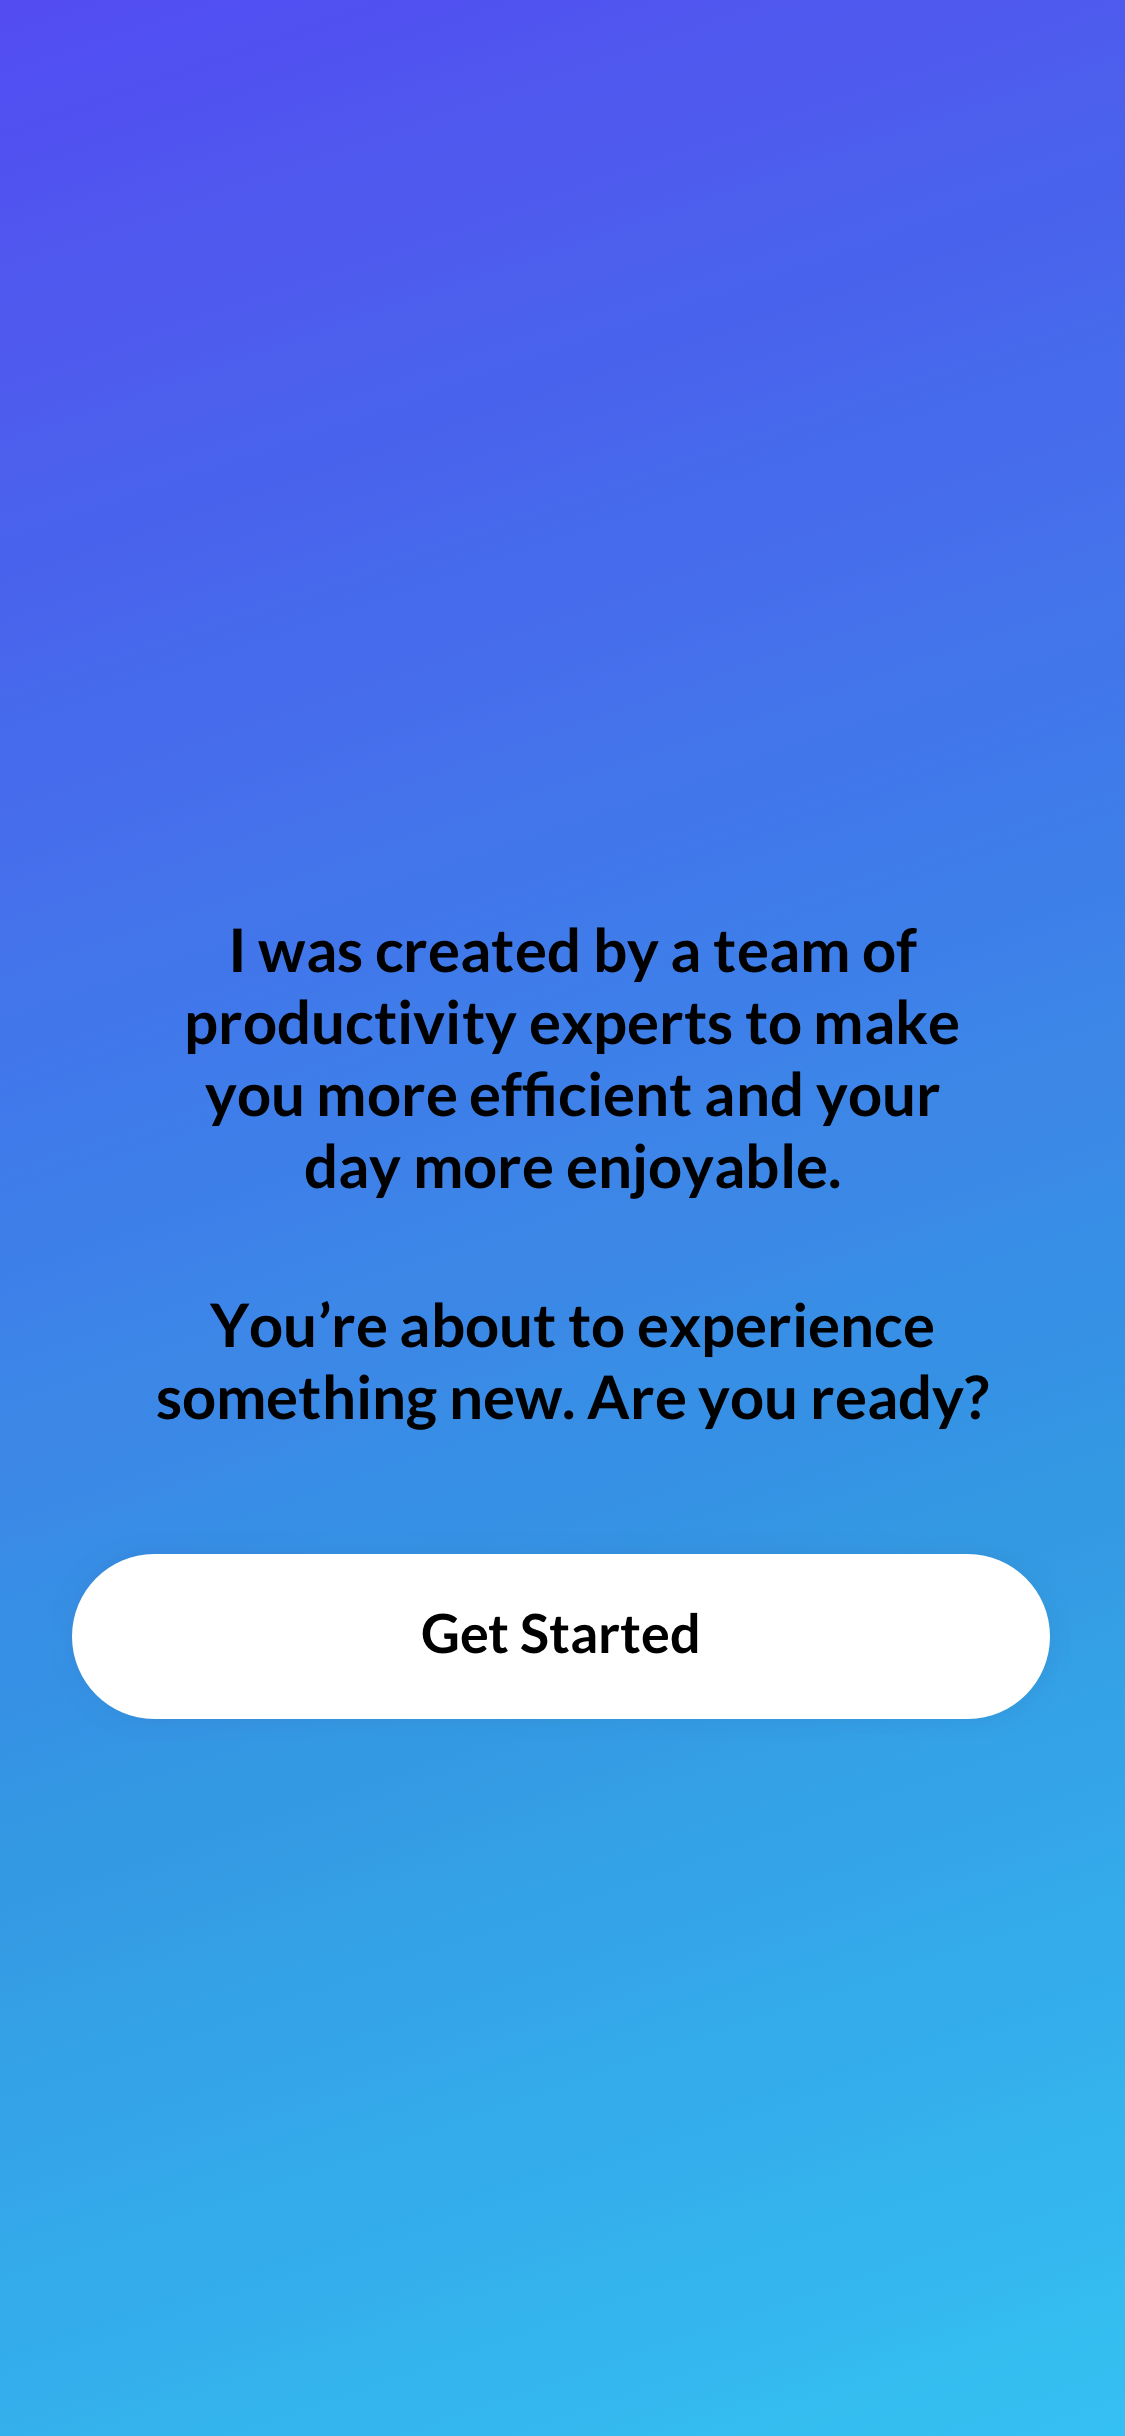 I was created by a team of
productivity experts to make
you more efficient and your
day more enjoyable.
You’re about to experience
something new. Are you ready?
Get Started